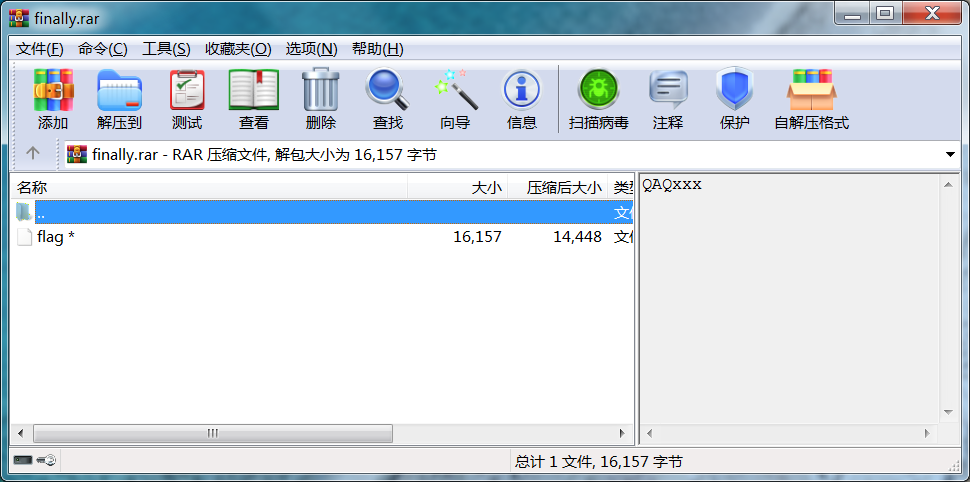 finally.rar
文件(F) 命令(C) 工具(S) 收藏夹(O) 选项(N) 帮助(H)
添加 解压到 测试 查看 删除 查找 向导 信息 扫描病毒 注释 保护 自解压格式
finally.rar - RAR 压缩文件, 解包大小为 16,157 字节
名称 大小 压缩后大小 类型
.. 文件
flag * 16,157 14,448 文件
QAQxxx
总计 1 文件, 16,157 字节